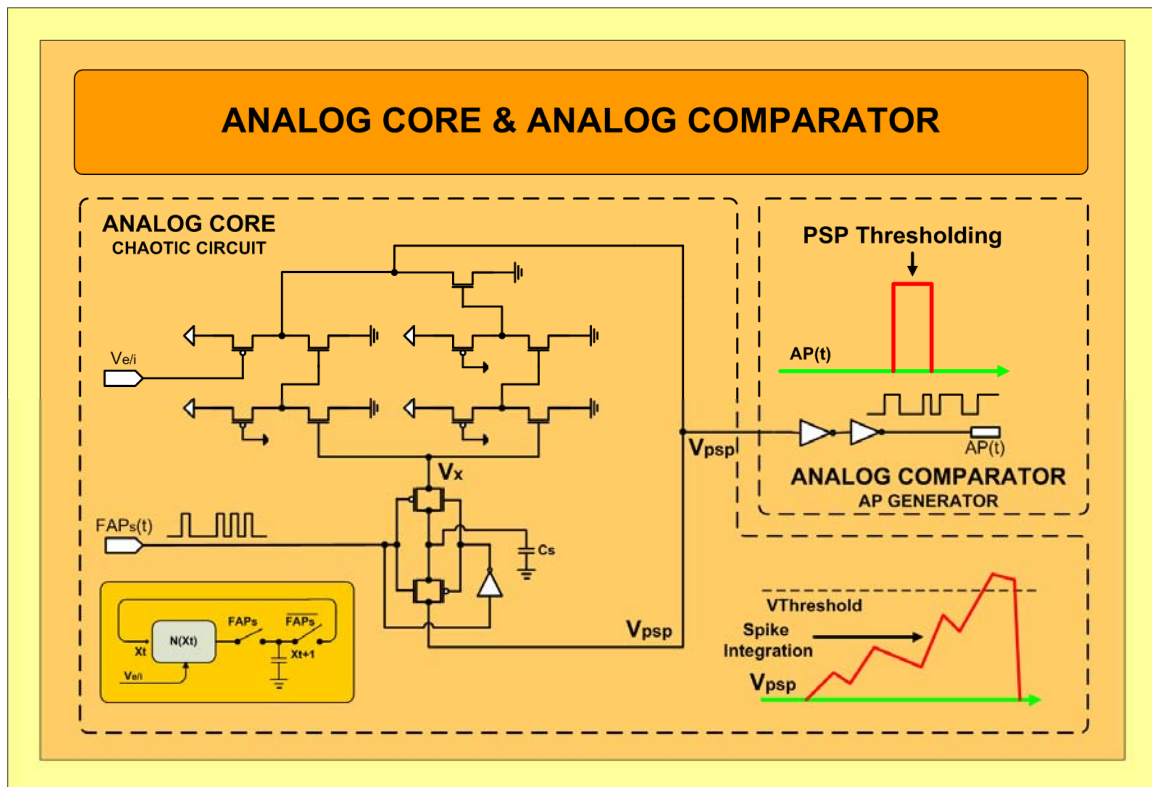 ANALOG CORE & ANALOG COMPARATOR
ANALOG CORE
CHAOTIC CIRCUIT
Ve/i
Vx
FAPs(t)
Cs
Vpsp
Vpsp
PSP Thresholding
AP(t)
AP(t)
ANALOG COMPARATOR
AP GENERATOR
FAPs
FAPs
N(Xt)
Xt
Xt+1
Ve/i
VThreshold
Spike
Integration
Vpsp